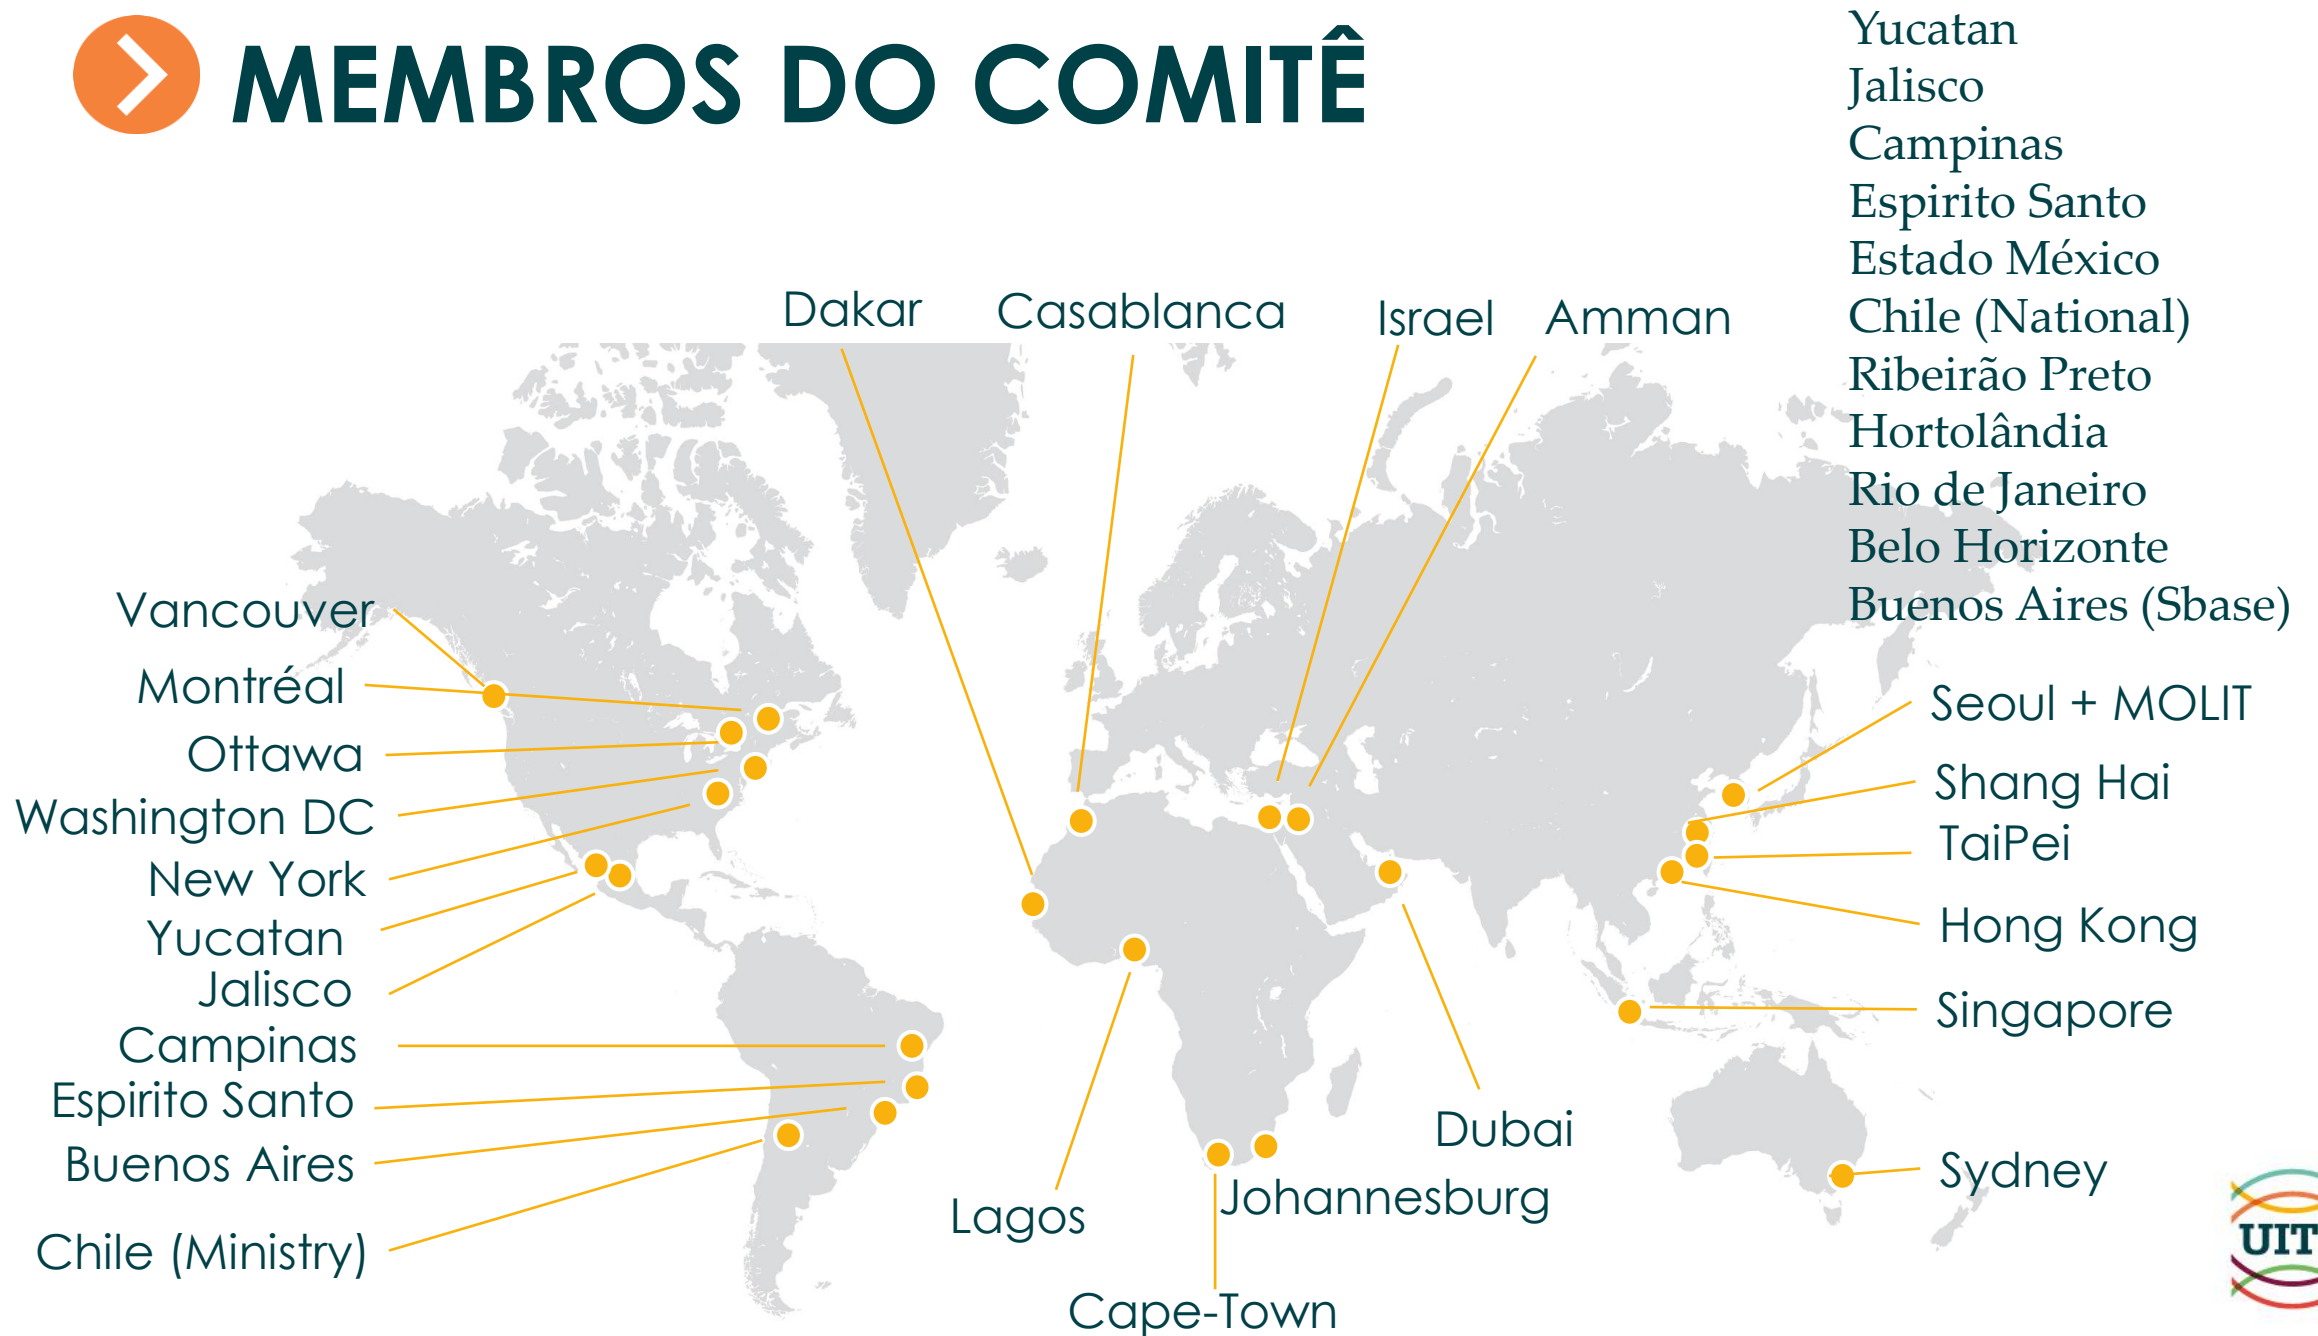 MEMBROS DO COMITÊ
Yucatan
Jalisco
Campinas
Espirito Santo
Estado México
Chile (National)
Ribeirão Preto
Hortolândia
Rio de Janeiro
Belo Horizonte
Buenos Aires (Sbase)
Dakar
Casablanca
Israel
Amman
Vancouver
Montréal
Ottawa
Washington DC
New York
Yucatan
Jalisco
Campinas
Espirito Santo
Buenos Aires
Chile (Ministry)
Seoul + MOLIT
Shang Hai
TaiPei
Hong Kong
Singapore
Sydney
Dubai
Johannesburg
Lagos
Cape-Town
UIT